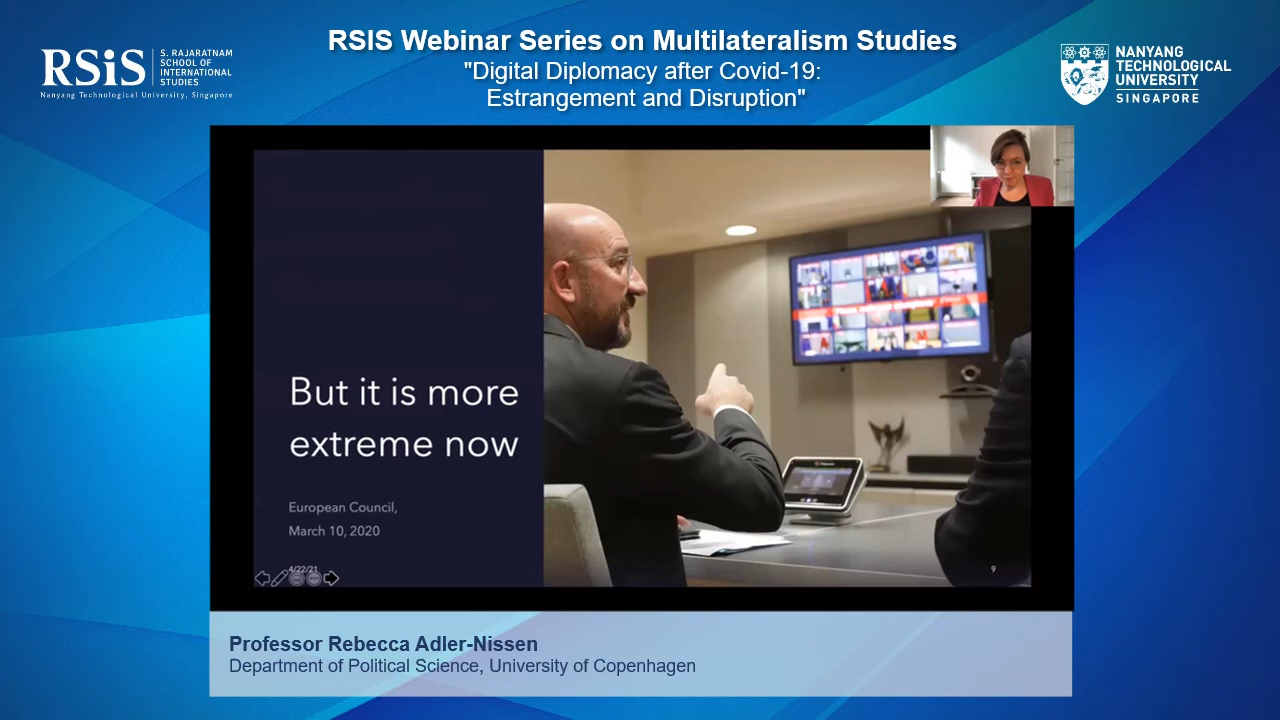 RSiS
S. RAJARATNAM
SCHOOL OF
INTERNATIONAL
STUDIES
Nanyang Technological University, Singapore
RSIS Webinar Series on Multilateralism Studies
"Digital Diplomacy after Covid-19:
Estrangement and Disruption"
NANYANG
TECHNOLOGICAL
UNIVERSITY
SINGAPORE
But it is more
extreme now
European Council,
March 10, 2020
4/22/21
9
Professor Rebecca Adler-Nissen
Department of Political Science, University of Copenhagen